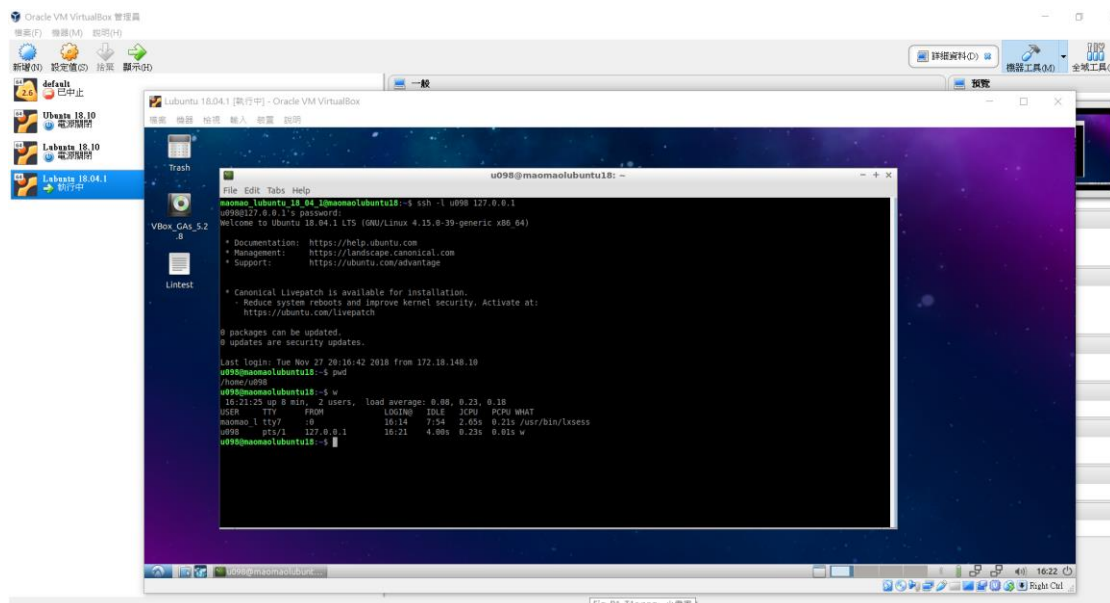 Oracle VM VirtualBox 管理員
檔案(F) 機器(M) 說明(H)
新增(N) 設定值(S) 捨棄 顯示(H)
詳細資料(D) 機器工具(M) 全域工具(
default
已中止
Ubuntu 18.10
電源關閉
Lubuntu 18.10
電源關閉
Lubuntu 18.04.1
執行中
一般
預覽
Lubuntu 18.04.1 [執行中] - Oracle VM VirtualBox
檔案 機器 檢視 輸入 裝置 說明
Trash
VBox_GAs_5.2
.8
Lintest
u098@maomaolubuntu18: ~
File Edit Tabs Help
maomao_lubuntu_18_04_1@maomaolubuntu18:~$ ssh -l u098 127.0.0.1
u098@127.0.0.1's password:
Welcome to Ubuntu 18.04.1 LTS (GNU/Linux 4.15.0-39-generic x86_64)
* Documentation: https://help.ubuntu.com
* Management: https://landscape.canonical.com
* Support: https://ubuntu.com/advantage
* Canonical Livepatch is available for installation.
- Reduce system reboots and improve kernel security. Activate at:
https://ubuntu.com/livepatch
0 packages can be updated.
0 updates are security updates.
Last login: Tue Nov 27 20:16:42 2018 from 172.18.148.10
u098@maomaolubuntu18:~$ pwd
/home/u098
u098@maomaolubuntu18:~$ w
16:21:25 up 8 min, 2 users, load average: 0.08, 0.23, 0.18
USER TTY FROM LOGIN@ IDLE JCPU PCPU WHAT
maomao_l tty7 :0 16:14 7:54 2.65s 0.21s /usr/bin/lxsess
u098 pts/1 127.0.0.1 16:21 4.00s 0.23s 0.01s w
u098@maomaolubuntu18:~$
u098@maomaolubunt...
16:22
Right Ctrl